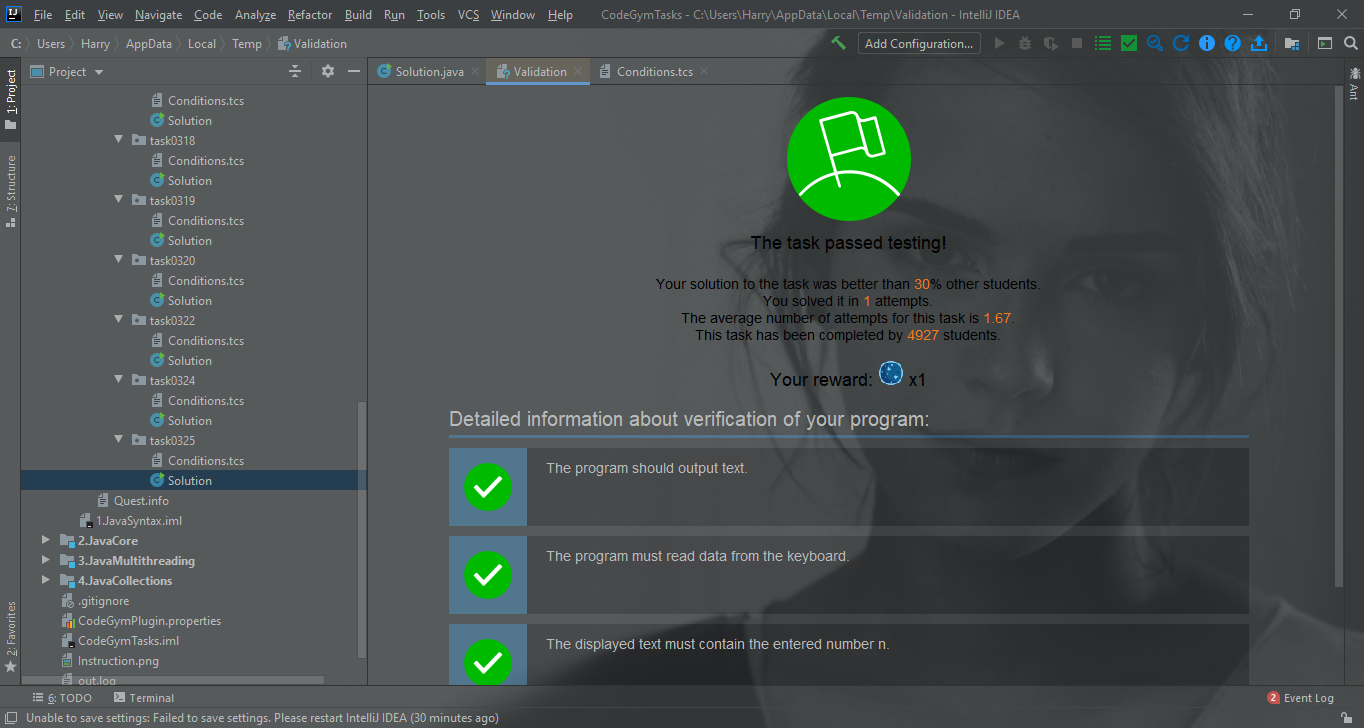 File Edit View Navigate Code Analyze Refactor Build Run Tools VCS Window Help CodeGymTasks - C:\Users\Harry\AppData\Local\Temp\Validation - IntelliJ IDEA
C: Users Harry AppData Local Temp Validation Add Configuration...
Project Solution.java Validation Conditions.tcs
1: Project
7: Structure
2: Favorites
Ant
Conditions.tcs
Solution
task0318
Conditions.tcs
Solution
task0319
Conditions.tcs
Solution
task0320
Conditions.tcs
Solution
task0322
Conditions.tcs
Solution
task0324
Conditions.tcs
Solution
task0325
Conditions.tcs
Solution
Quest.info
1.JavaSyntax.iml
2.JavaCore
3.JavaMultithreading
4.JavaCollections
.gitignore
CodeGymPlugin.properties
CodeGymTasks.iml
Instruction.png
out.log
The task passed testing!
Your solution to the task was better than 30% other students.
You solved it in 1 attempts.
The average number of attempts for this task is 1.67.
This task has been completed by 4927 students.
Your reward: x1
Detailed information about verification of your program:
The program should output text.
The program must read data from the keyboard.
The displayed text must contain the entered number n.
6: TODO Terminal 2 Event Log
Unable to save settings: Failed to save settings. Please restart IntelliJ IDEA (30 minutes ago)